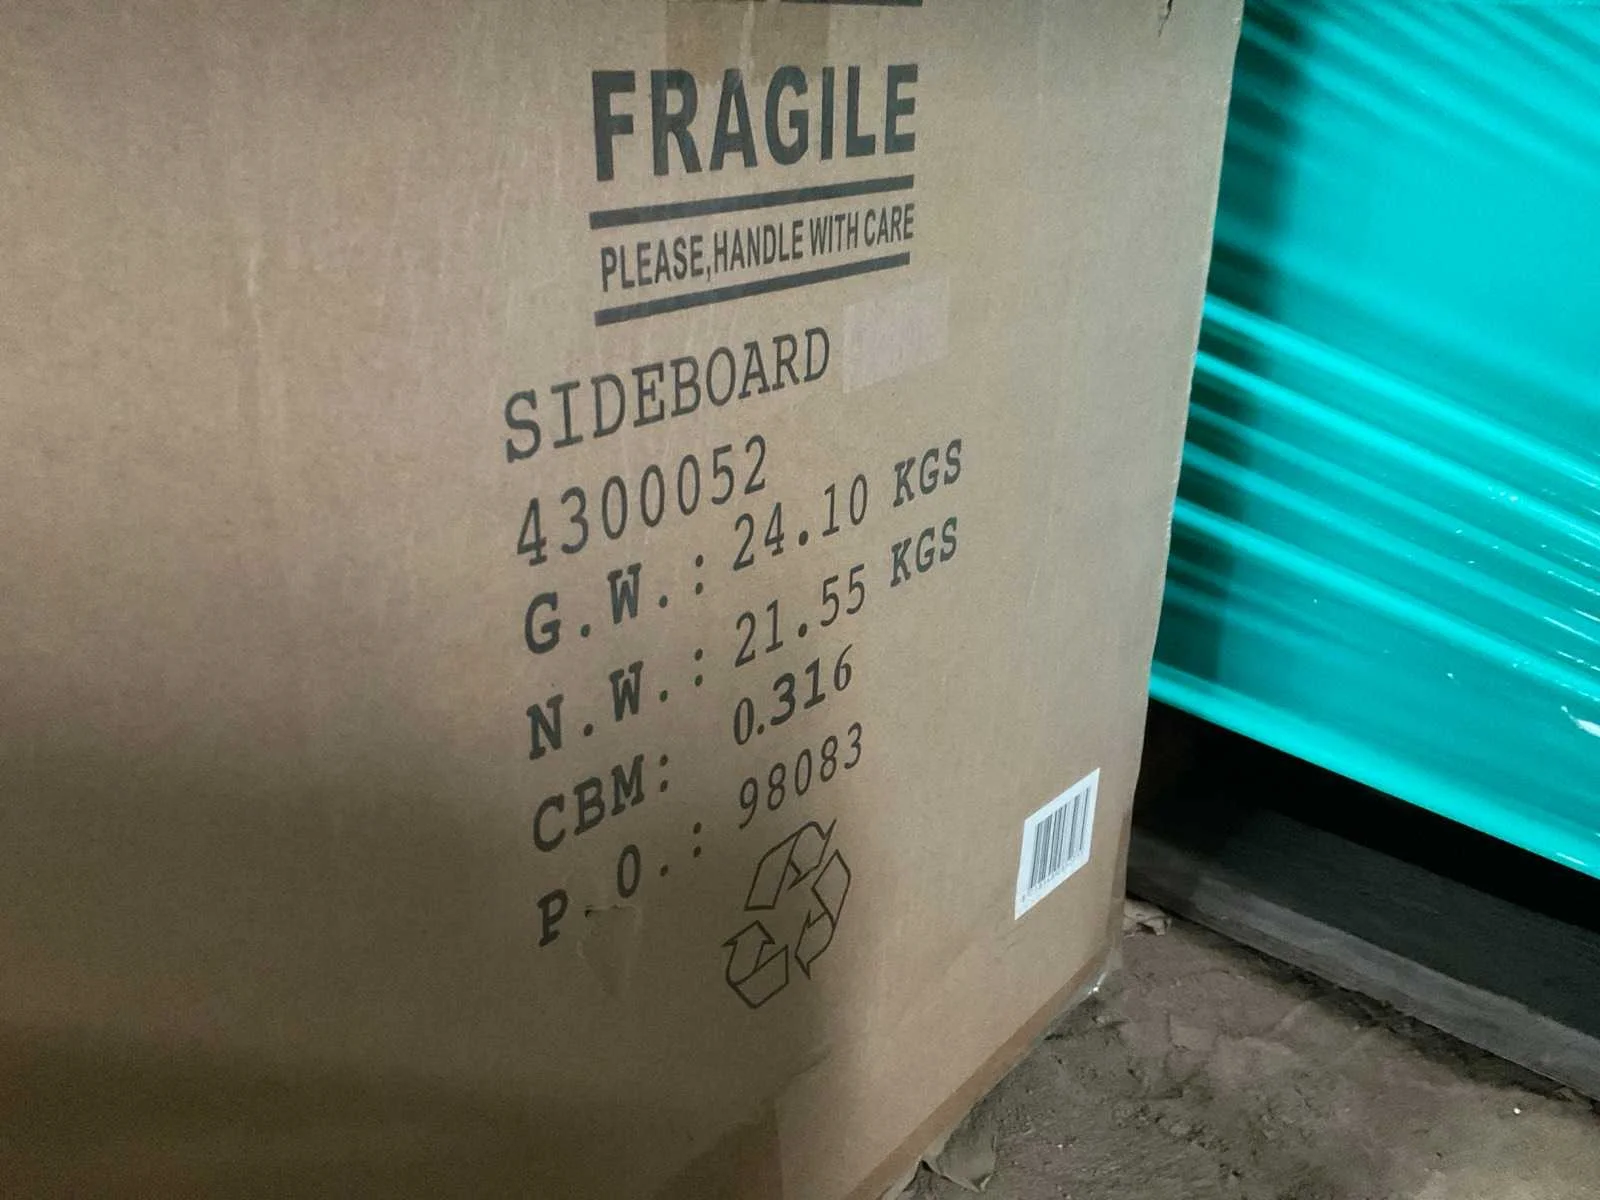 FRAGILE
PLEASE,HANDLE WITH CARE
SIDEBOARD
4300052
G.W.: 24.10 KGS
N.W.: 21.55 KGS
CBM: 0.316
P.O.: 98083